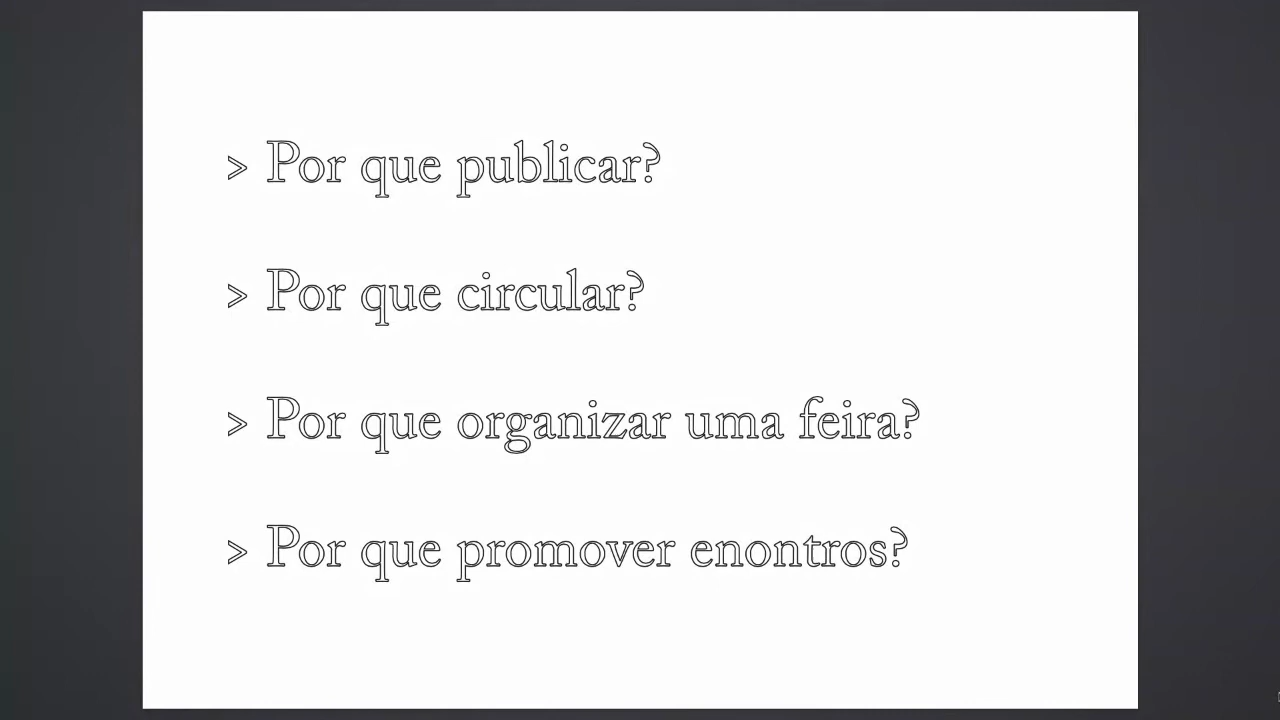 > Por que publicar?
> Por que circular?
> Por que organizar uma feira?
> Por que promover enontros?